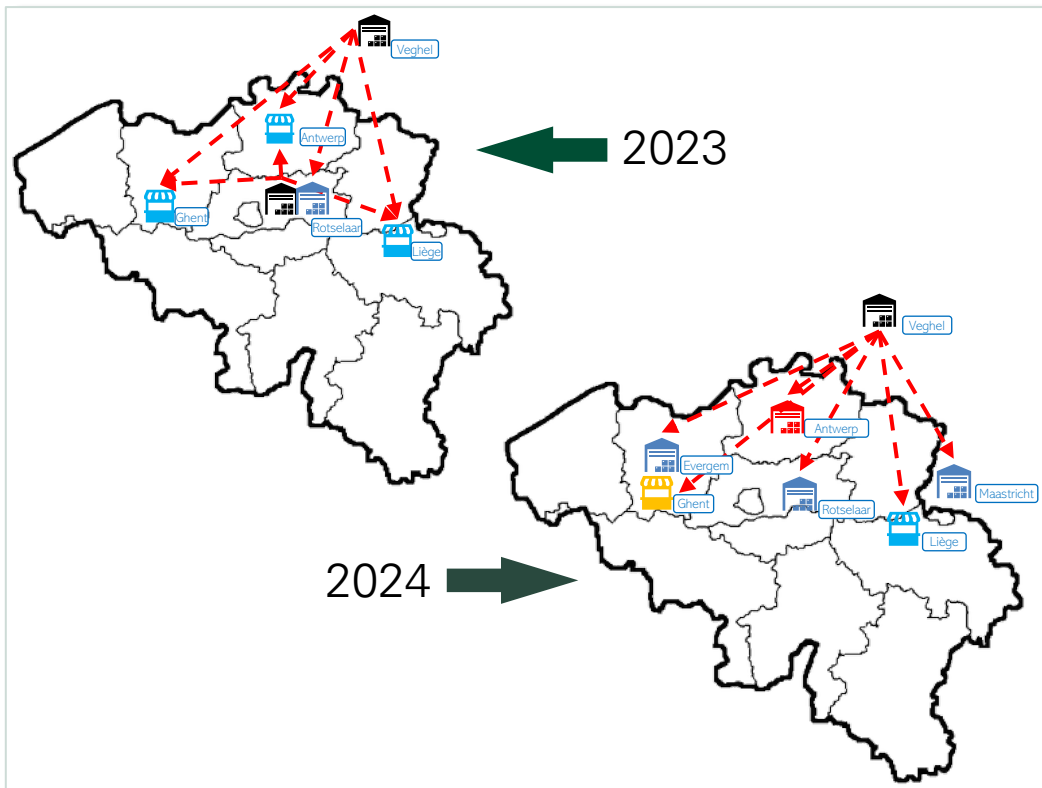 Veghel
Antwerp
2023
Ghent
Rotselaar
Liège
Veghel
Antwerp
Evergem
Ghent
Rotselaar
Maastricht
Liège
2024